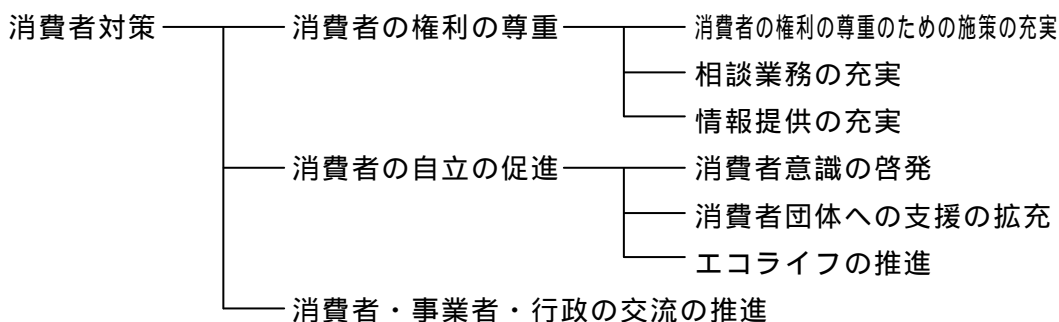 消費者対策 消費者の権利の尊重 消費者の権利の尊重のための施策の充実
相談業務の充実
情報提供の充実
消費者の自立の促進 消費者意識の啓発
消費者団体への支援の拡充
エコライフの推進
消費者・事業者・行政の交流の推進